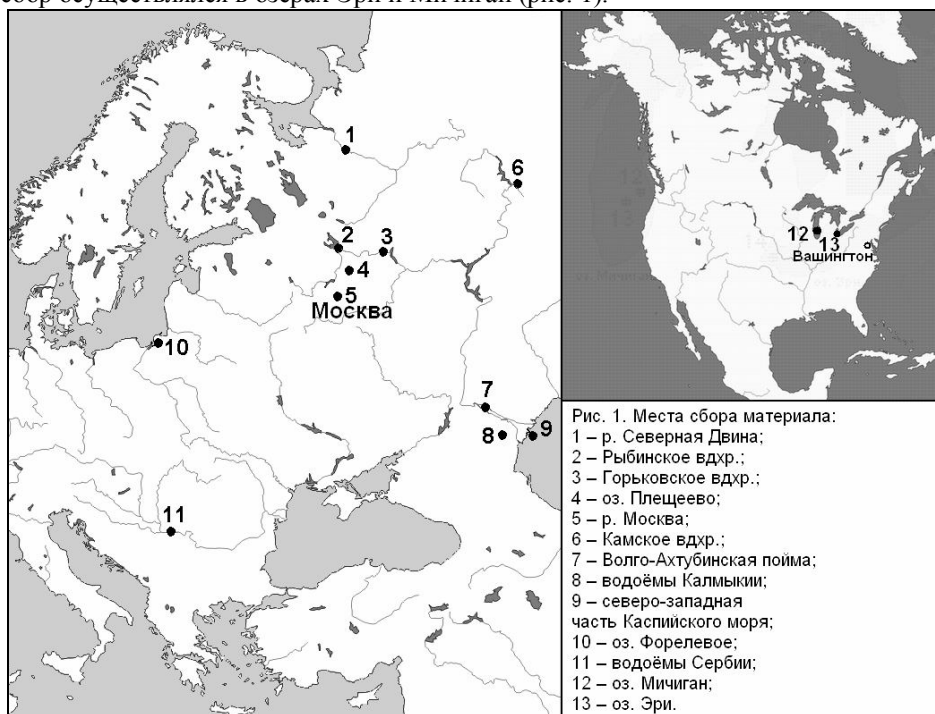 сбор осуществлялся в озерах Эри и Мичиган (рис. 1).
1
6
2
3
4
5
Москва
10
7
8
9
11
12
13
Вашингтон
Рис. 1. Места сбора материала:
1 – р. Северная Двина;
2 – Рыбинское вдхр.;
3 – Горьковское вдхр.;
4 – оз. Плещеево;
5 – р. Москва;
6 – Камское вдхр.;
7 – Волго-Ахтубинская пойма;
8 – водоёмы Калмыкии;
9 – северо-западная
часть Каспийского моря;
10 – оз. Форелевое;
11 – водоёмы Сербии;
12 – оз. Мичиган;
13 – оз. Эри.